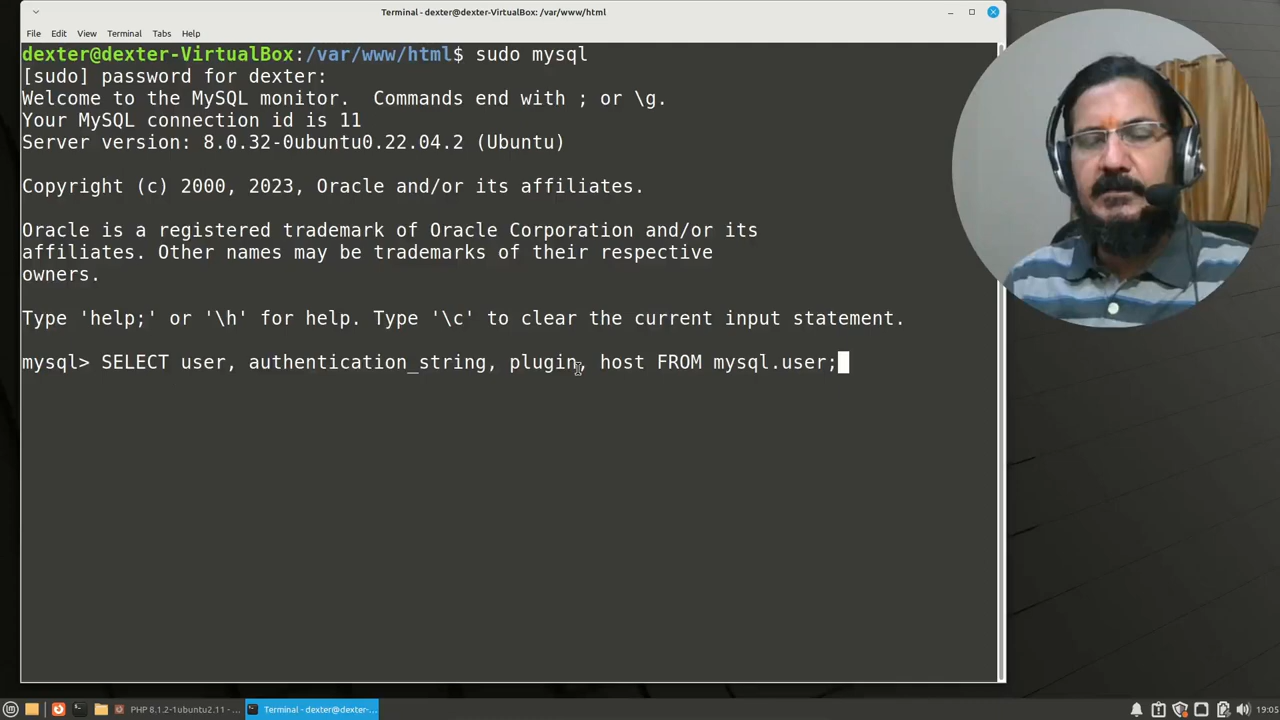 Terminal - dexter@dexter-VirtualBox: /var/www/html
File Edit View Terminal Tabs Help
dexter@dexter-VirtualBox:/var/www/html$ sudo mysql
[sudo] password for dexter:
Welcome to the MySQL monitor.  Commands end with ; or \g.
Your MySQL connection id is 11
Server version: 8.0.32-0ubuntu0.22.04.2 (Ubuntu)
Copyright (c) 2000, 2023, Oracle and/or its affiliates.
Oracle is a registered trademark of Oracle Corporation and/or its
affiliates. Other names may be trademarks of their respective
owners.
Type 'help;' or '\h' for help. Type '\c' to clear the current input statement.
mysql> SELECT user, authentication_string, plugin, host FROM mysql.user;
PHP 8.1.2-1ubuntu2.11 - ... Terminal - dexter@dexter-... 19:05